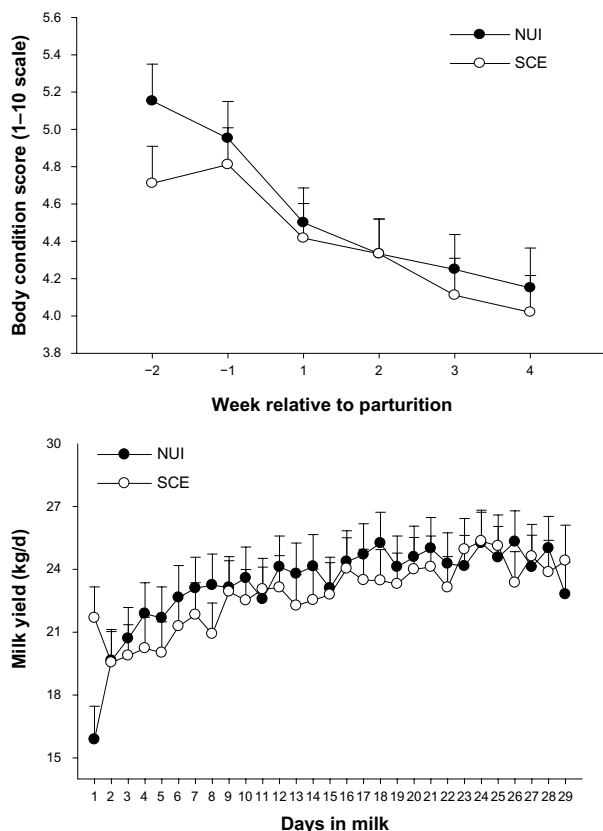 5.6
5.4
5.2
5.0
4.8
4.6
4.4
4.2
4.0
3.8
Body condition score (1–10 scale)
NUI
SCE
−2 −1 1 2 3 4
Week relative to parturition
30
27
24
21
18
15
Milk yield (kg/d)
NUI
SCE
1 2 3 4 5 6 7 8 9 10 11 12 13 14 15 16 17 18 19 20 21 22 23 24 25 26 27 28 29
Days in milk